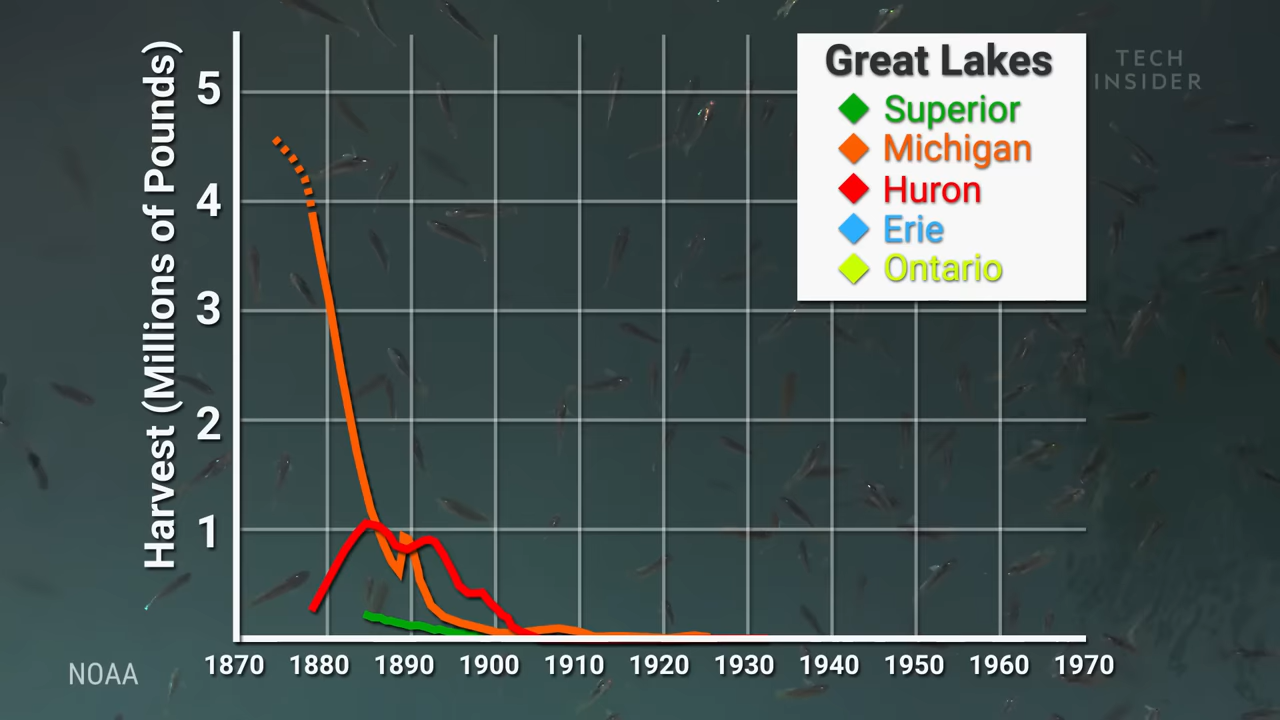 Great Lakes
Superior
Michigan
Huron
Erie
Ontario
TECH
INSIDER
Harvest (Millions of Pounds)
5
4
3
2
1
1870 1880 1890 1900 1910 1920 1930 1940 1950 1960 1970
NOAA